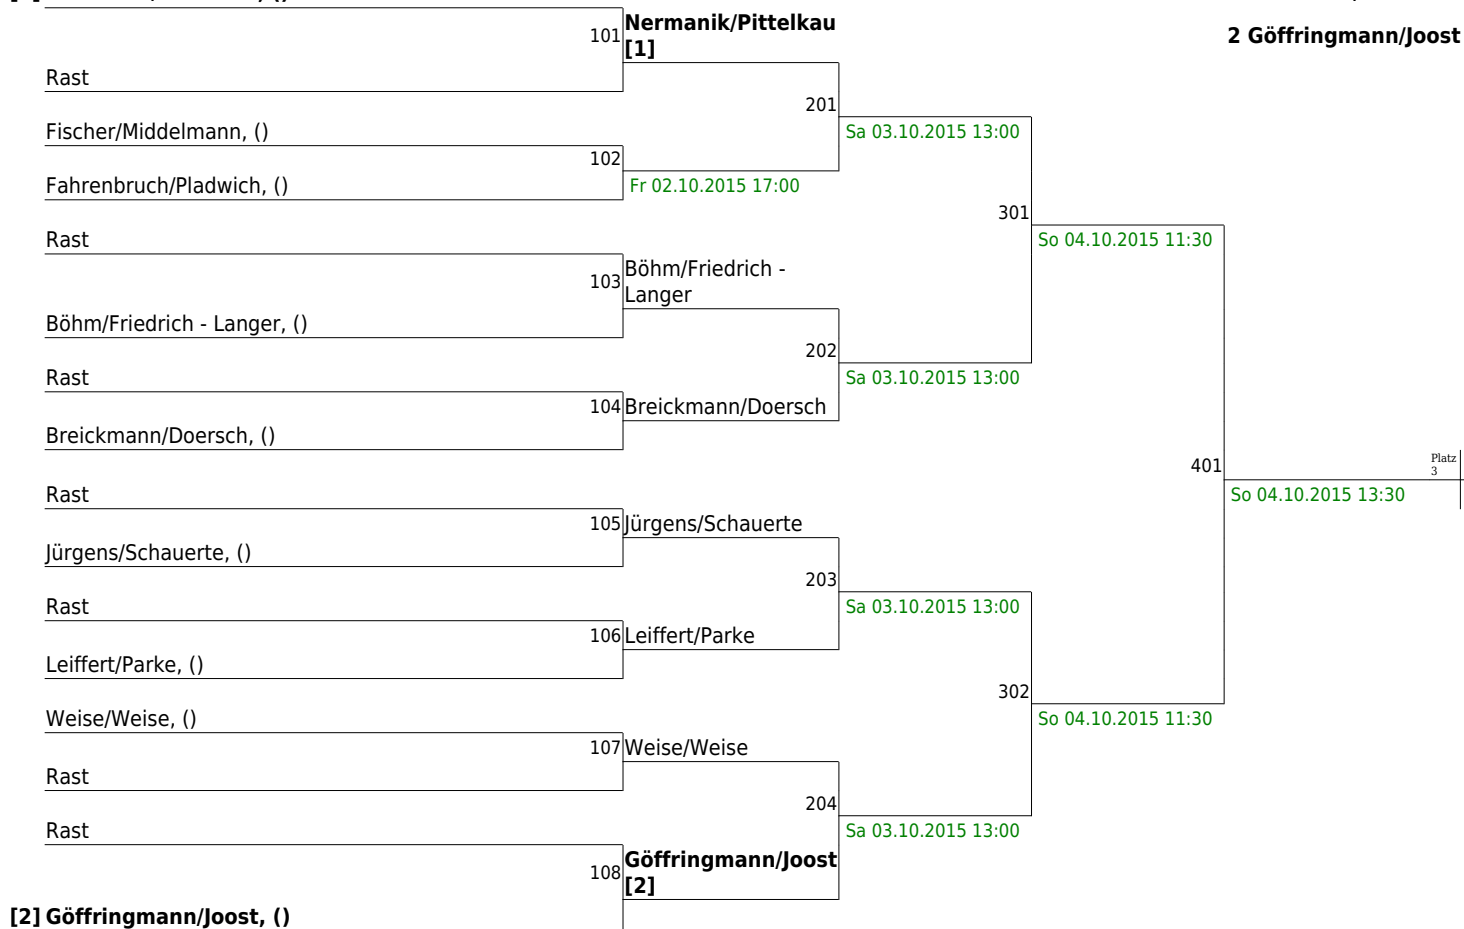 101
Nermanik/Pittelkau
[1]
2 Göffringmann/Joost
Rast
201
Fischer/Middelmann, ()
Sa 03.10.2015 13:00
102
Fahrenbruch/Pladwich, ()
Fr 02.10.2015 17:00
301
Rast
So 04.10.2015 11:30
103
Böhm/Friedrich -
Langer
Böhm/Friedrich - Langer, ()
202
Rast
Sa 03.10.2015 13:00
104
Breickmann/Doersch
Breickmann/Doersch, ()
401
Platz
3
Rast
So 04.10.2015 13:30
105
Jürgens/Schauerte
Jürgens/Schauerte, ()
203
Rast
Sa 03.10.2015 13:00
106
Leiffert/Parke
Leiffert/Parke, ()
302
Weise/Weise, ()
So 04.10.2015 11:30
107
Weise/Weise
Rast
204
Rast
Sa 03.10.2015 13:00
108
Göffringmann/Joost
[2]
[2] Göffringmann/Joost, ()